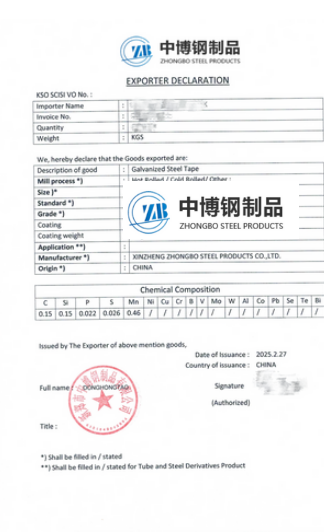 ZB 中博钢制品
ZHONGBO STEEL PRODUCTS
EXPORTER DECLARATION
KSO SCISI VO No. :
Importer Name :
Invoice No. :
Quantity :
Weight : KGS
We, hereby declare that the Goods exported are:
Description of good : Galvanized Steel Tape
Mill process *) : Hot Rolled / Cold Rolled/ Other :
Size )*
Standard *)
Grade *)
Coating
Coating weight
ZB 中博钢制品
ZHONGBO STEEL PRODUCTS
Application **) :
Manufacturer *) : XINZHENG ZHONGBO STEEL PRODUCTS CO.,LTD.
Origin *) : CHINA
Chemical Composition
C Si P S Mn Ni Cu Cr B V Mo W Al Co Pb Se Te Bi
0.15 0.15 0.022 0.026 0.46 / / / / / / / / / / / / /
Issued by The Exporter of above mention goods,
Date of Issuance : 2025.2.27
Country of issuance : CHINA
Full name : DONGHONGTAO
Signature
(Authorized)
Title :
*) Shall be filled in / stated
**) Shall be filled in / stated for Tube and Steel Derivatives Product